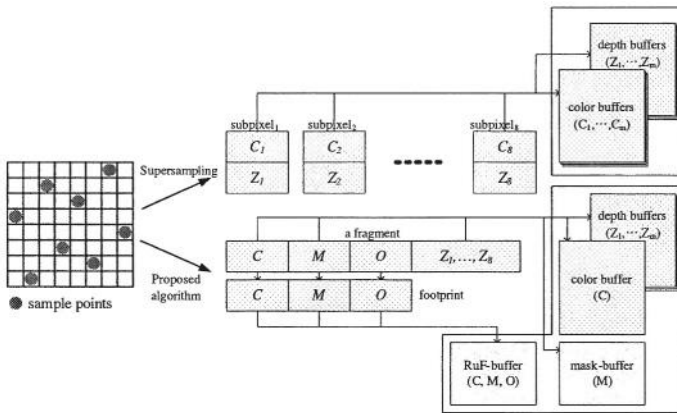 depth buffers
(Z1,⋯,Zm)
color buffers
(C1,⋯,Cm)
subpixel1
subpixel2
subpixel8
C1
C2
C8
Z1
Z2
Z8
Supersampling
sample points
Proposed
algorithm
a fragment
C
M
O
Z1,…,Z8
C
M
O
footprint
depth buffers
(Z1,⋯,Zm)
color buffer
(C)
RuF-buffer
(C, M, O)
mask-buffer
(M)